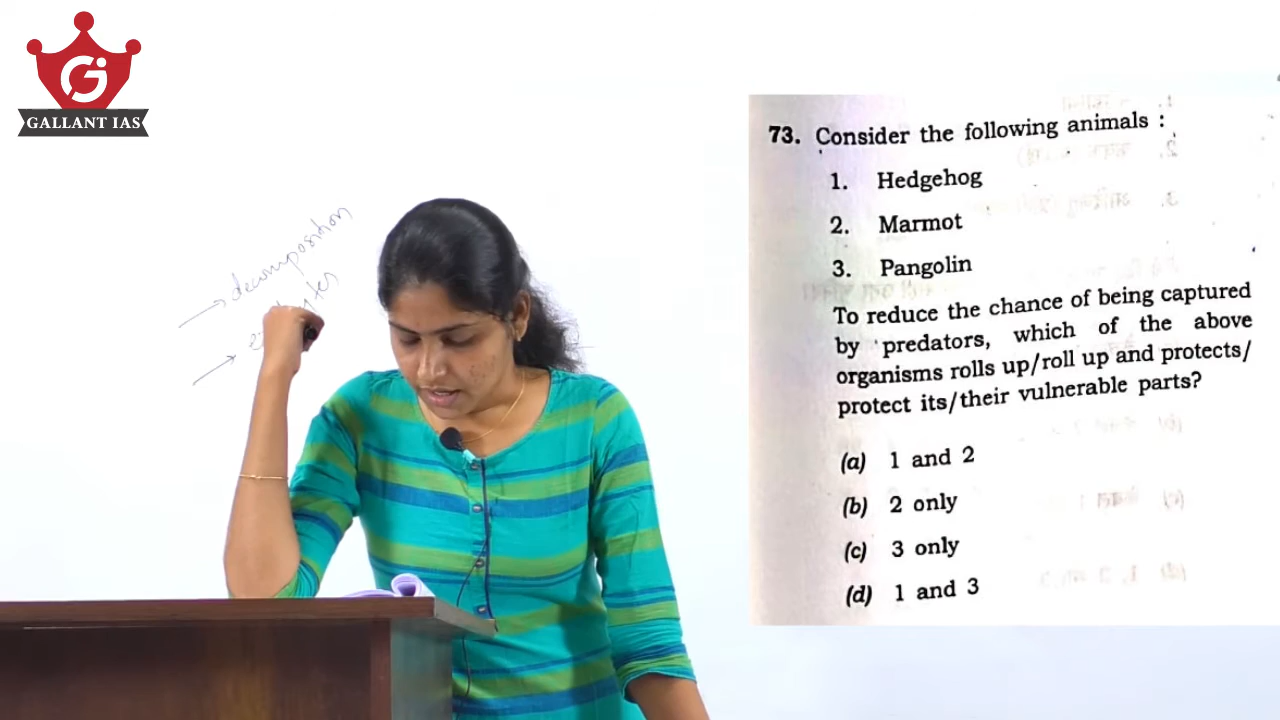 GALLANT IAS
decomposition
73. Consider the following animals :
1. Hedgehog
2. Marmot
3. Pangolin
To reduce the chance of being captured
by predators, which of the above
organisms rolls up/roll up and protects/
protect its/their vulnerable parts?
(a) 1 and 2
(b) 2 only
(c) 3 only
(d) 1 and 3